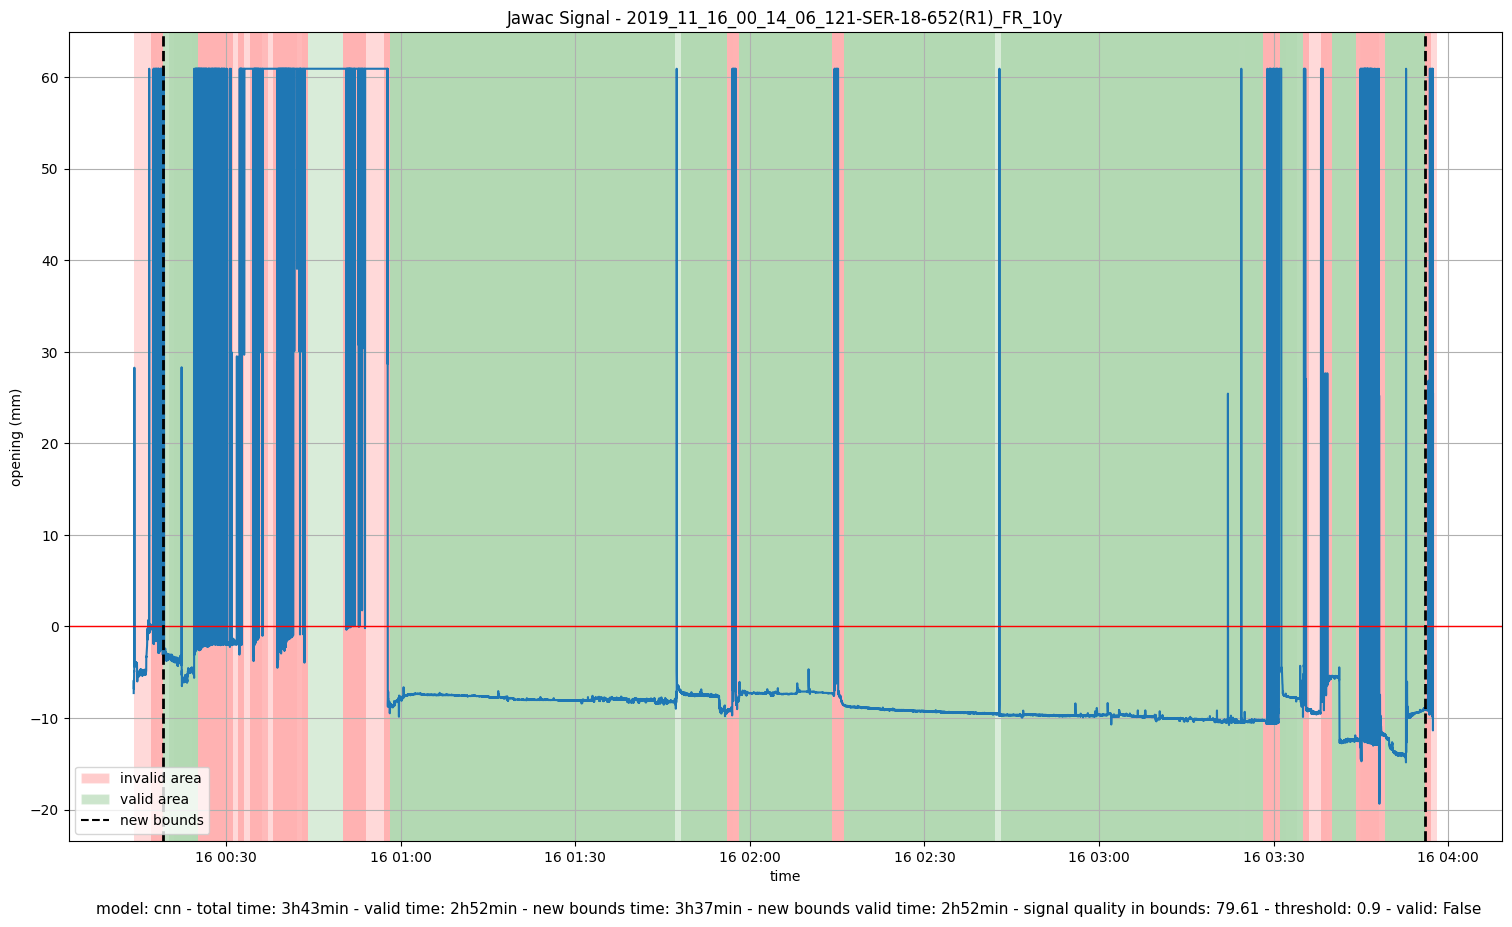 Jawac Signal - 2019_11_16_00_14_06_121-SER-18-652(R1)_FR_10y
60
50
40
30
20
10
0
−10
−20
opening (mm)
invalid area
valid area
new bounds
16 00:30
16 01:00
16 01:30
16 02:00
16 02:30
16 03:00
16 03:30
16 04:00
time
model: cnn - total time: 3h43min - valid time: 2h52min - new bounds time: 3h37min - new bounds valid time: 2h52min - signal quality in bounds: 79.61 - threshold: 0.9 - valid: False